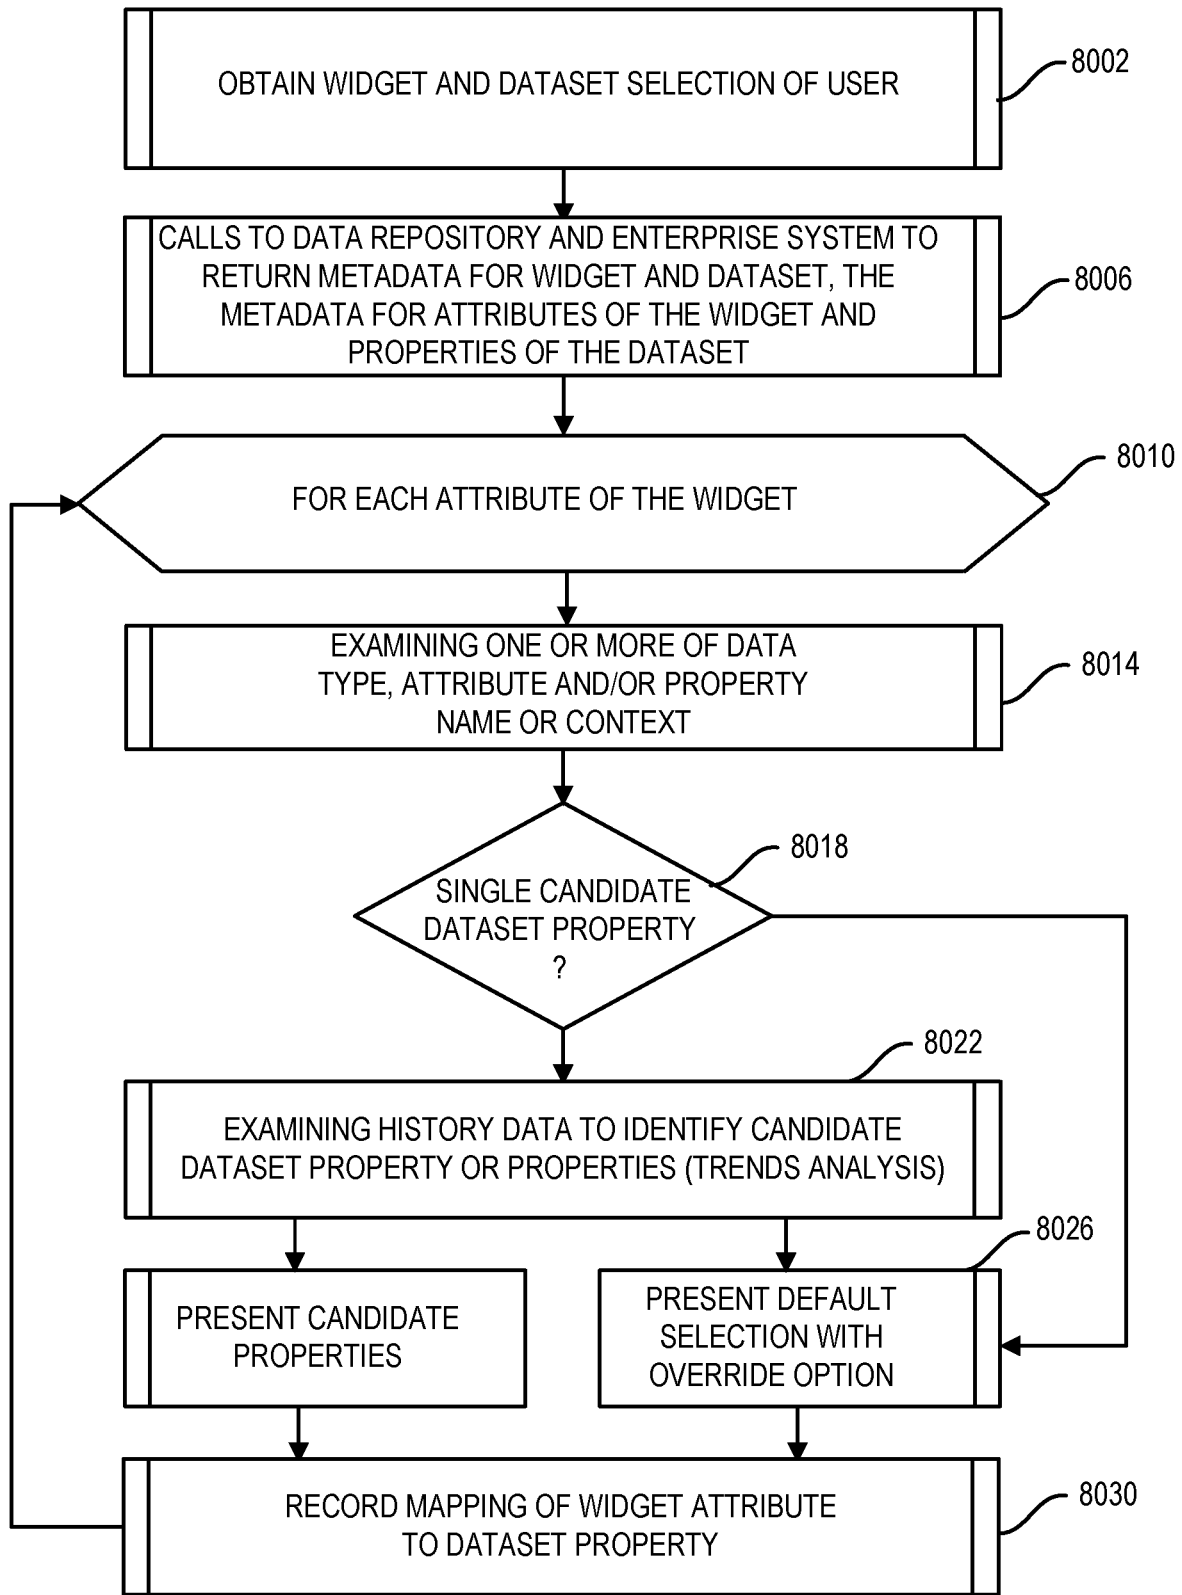 OBTAIN WIDGET AND DATASET SELECTION OF USER
8002
CALLS TO DATA REPOSITORY AND ENTERPRISE SYSTEM TO
RETURN METADATA FOR WIDGET AND DATASET, THE
METADATA FOR ATTRIBUTES OF THE WIDGET AND
PROPERTIES OF THE DATASET
8006
FOR EACH ATTRIBUTE OF THE WIDGET
8010
EXAMINING ONE OR MORE OF DATA
TYPE, ATTRIBUTE AND/OR PROPERTY
NAME OR CONTEXT
8014
SINGLE CANDIDATE
DATASET PROPERTY
?
8018
EXAMINING HISTORY DATA TO IDENTIFY CANDIDATE
DATASET PROPERTY OR PROPERTIES (TRENDS ANALYSIS)
8022
PRESENT CANDIDATE
PROPERTIES
PRESENT DEFAULT
SELECTION WITH
OVERRIDE OPTION
8026
RECORD MAPPING OF WIDGET ATTRIBUTE
TO DATASET PROPERTY
8030